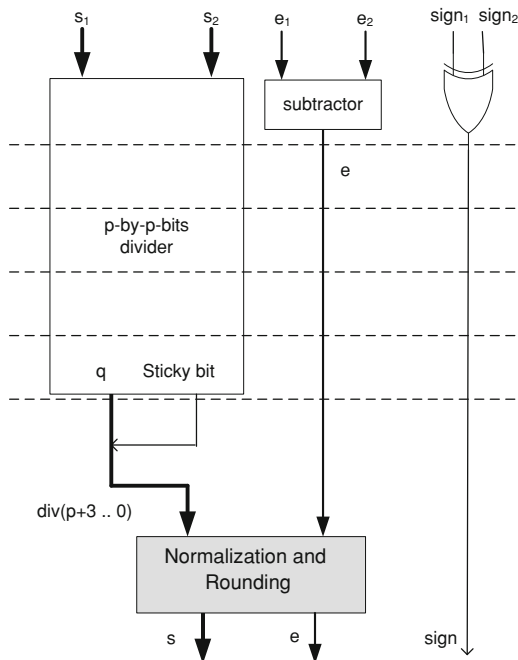 s₁ s₂ e₁ e₂ sign₁ sign₂
subtractor
e
p-by-p-bits
divider
q Sticky bit
div(p+3 .. 0)
Normalization and
Rounding
s e sign